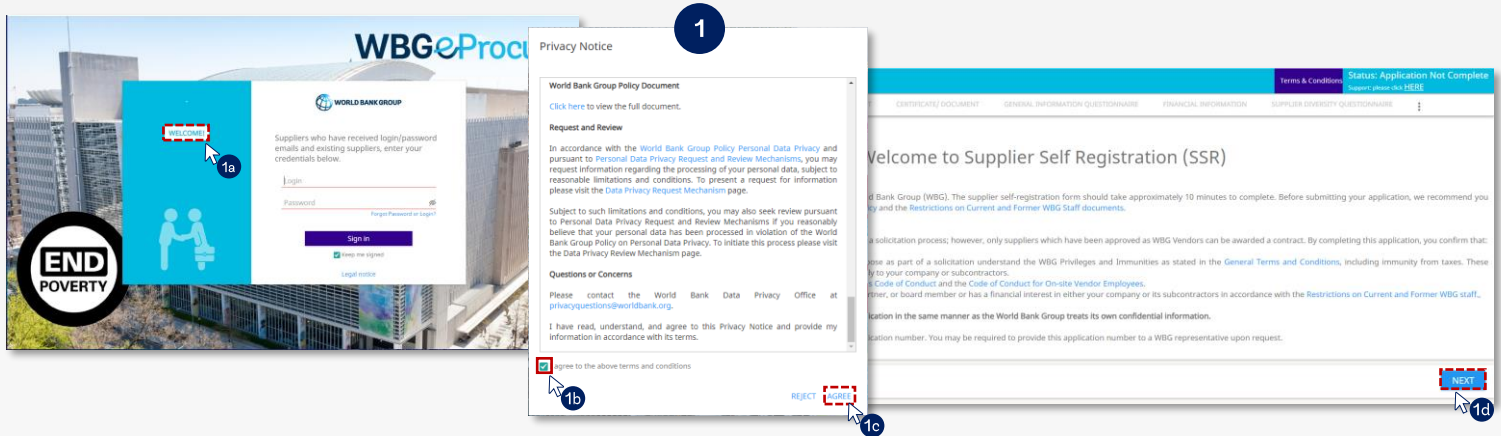 WBGeProcu
WELCOME!
1a
WORLD BANK GROUP
Suppliers who have received login/password
emails and existing suppliers, enter your
credentials below.
Login
Password
Forgot Password or Login?
Sign in
Keep me signed
Legal notice
END
POVERTY
1
Privacy Notice
World Bank Group Policy Document
Click here to view the full document.
Request and Review
In accordance with the World Bank Group Policy Personal Data Privacy and
pursuant to Personal Data Privacy Request and Review Mechanisms, you may
request information regarding the processing of your personal data, subject to
reasonable limitations and conditions. To present a request for information
please visit the Data Privacy Request Mechanism page.
Subject to such limitations and conditions, you may also seek review pursuant
to Personal Data Privacy Request and Review Mechanisms if you reasonably
believe that your personal data has been processed in violation of the World
Bank Group Policy on Personal Data Privacy. To initiate this process please visit
the Data Privacy Review Mechanism page.
Questions or Concerns
Please contact the World Bank Data Privacy Office at
privacyquestions@worldbank.org.
I have read, understand, and agree to this Privacy Notice and provide my
information in accordance with its terms.
agree to the above terms and conditions
1b
REJECT AGREE
1c
Terms & Conditions
Status: Application Not Complete
Support: please click HERE
CERTIFICATE/ DOCUMENT GENERAL INFORMATION QUESTIONNAIRE FINANCIAL INFORMATION SUPPLIER DIVERSITY QUESTIONNAIRE
Welcome to Supplier Self Registration (SSR)
d Bank Group (WBG). The supplier self-registration form should take approximately 10 minutes to complete. Before submitting your application, we recommend you
cy and the Restrictions on Current and Former WBG Staff documents.
a solicitation process; however, only suppliers which have been approved as WBG Vendors can be awarded a contract. By completing this application, you confirm that:
pose as part of a solicitation understand the WBG Privileges and Immunities as stated in the General Terms and Conditions, including immunity from taxes. These
ly to your company or subcontractors.
s Code of Conduct and the Code of Conduct for On-site Vendor Employees.
rtner, or board member or has a financial interest in either your company or its subcontractors in accordance with the Restrictions on Current and Former WBG staff.,
ication in the same manner as the World Bank Group treats its own confidential information.
ication number. You may be required to provide this application number to a WBG representative upon request.
NEXT
1d